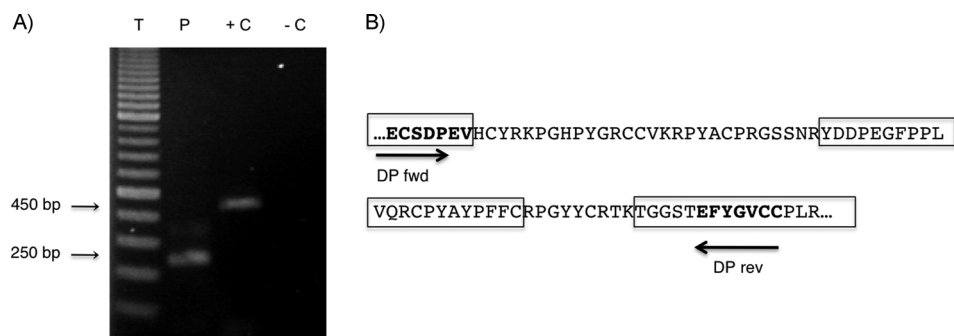 A)
T P + C - C
450 bp
250 bp
B)
…ECSDPEVHCYRKPGHPYGRCCVKRPYACPRGSSNRYDDPEGFPPL
DP fwd
VQRCPYAYPFFCRPGYYCRTKTGGSTEFYGVCCPLR…
DP rev